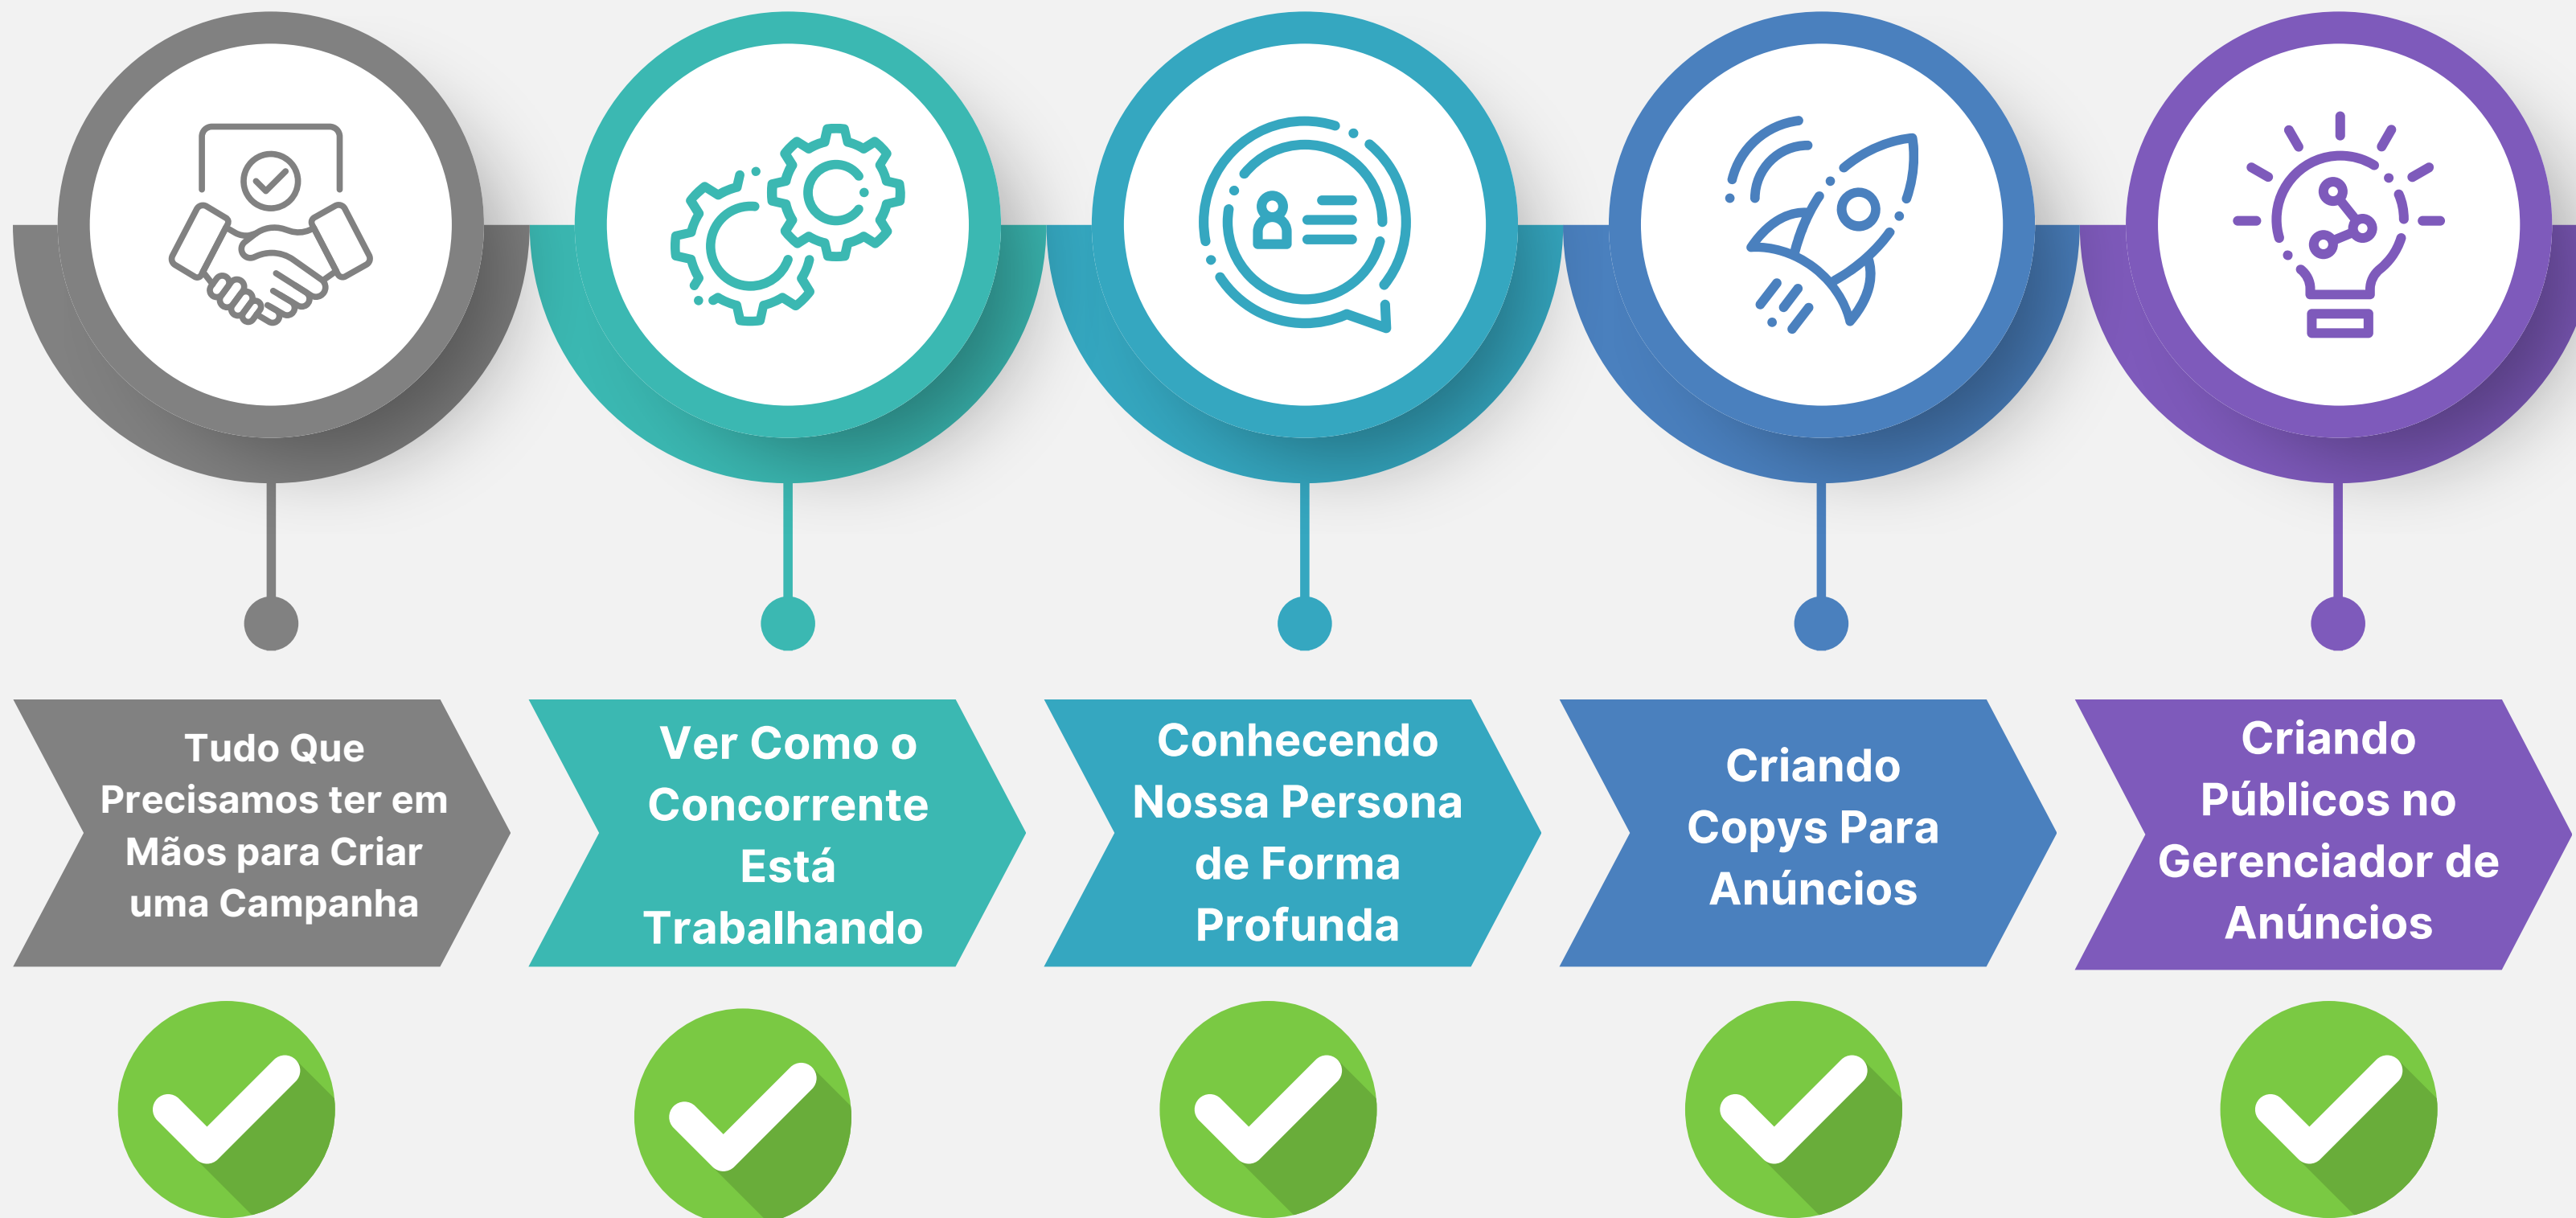 Tudo Que
Precisamos ter em
Mãos para Criar
uma Campanha
Ver Como o
Concorrente
Está
Trabalhando
Conhecendo
Nossa Persona
de Forma
Profunda
Criando
Copys Para
Anúncios
Criando
Públicos no
Gerenciador de
Anúncios